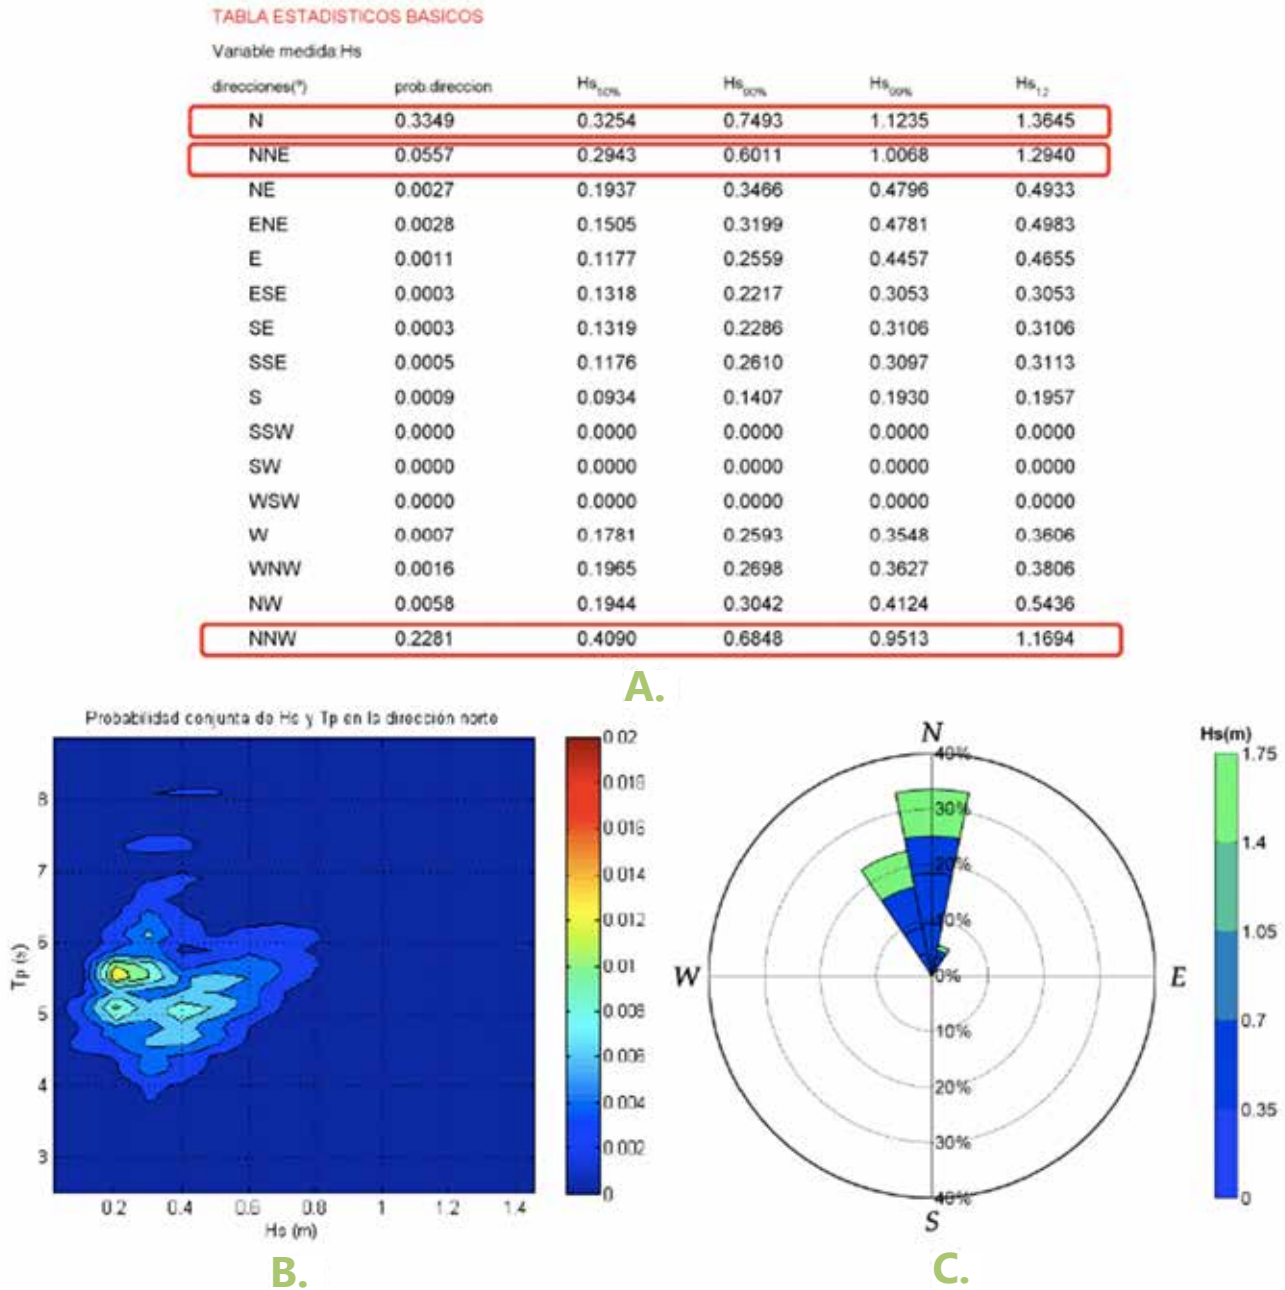 TABLA ESTADISTICOS BASICOS
Variable medida:Hs
direcciones(º) prob.direccion Hs50% Hs90% Hs99% Hs12
N 0.3349 0.3254 0.7493 1.1235 1.3645
NNE 0.0557 0.2943 0.6011 1.0068 1.2940
NE 0.0027 0.1937 0.3466 0.4796 0.4933
ENE 0.0028 0.1505 0.3199 0.4781 0.4983
E 0.0011 0.1177 0.2559 0.4457 0.4655
ESE 0.0003 0.1318 0.2217 0.3053 0.3053
SE 0.0003 0.1319 0.2286 0.3106 0.3106
SSE 0.0005 0.1176 0.2610 0.3097 0.3113
S 0.0009 0.0934 0.1407 0.1930 0.1957
SSW 0.0000 0.0000 0.0000 0.0000 0.0000
SW 0.0000 0.0000 0.0000 0.0000 0.0000
WSW 0.0000 0.0000 0.0000 0.0000 0.0000
W 0.0007 0.1781 0.2593 0.3548 0.3606
WNW 0.0016 0.1965 0.2698 0.3627 0.3806
NW 0.0058 0.1944 0.3042 0.4124 0.5436
NNW 0.2281 0.4090 0.6848 0.9513 1.1694
A.
Probabilidad conjunta de Hs y Tp en la dirección norte
8
7
6
5
4
3
Tp (s)
0.2 0.4 0.6 0.8 1 1.2 1.4
Hs (m)
0.02
0.018
0.016
0.014
0.012
0.01
0.008
0.006
0.004
0.002
0
B.
N
40%
30%
20%
10%
W 0% E
10%
20%
30%
40%
S
Hs(m)
1.75
1.4
1.05
0.7
0.35
0
C.